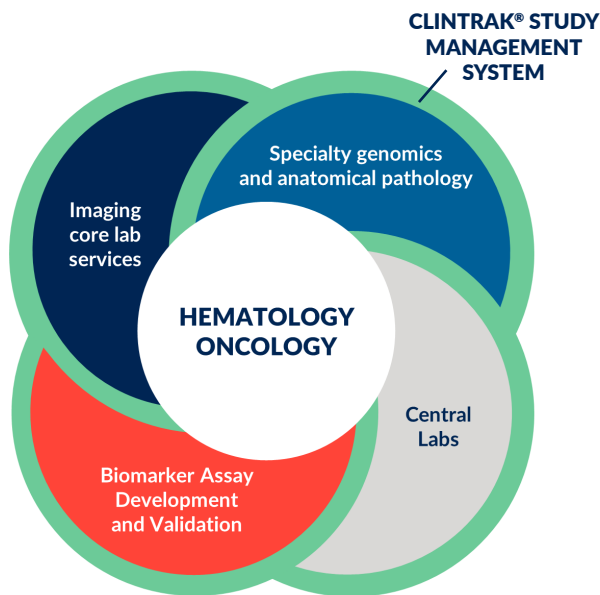 CLINTRAK® STUDY
MANAGEMENT
SYSTEM
Specialty genomics
and anatomical pathology
Imaging
core lab
services
HEMATOLOGY
ONCOLOGY
Central
Labs
Biomarker Assay
Development
and Validation